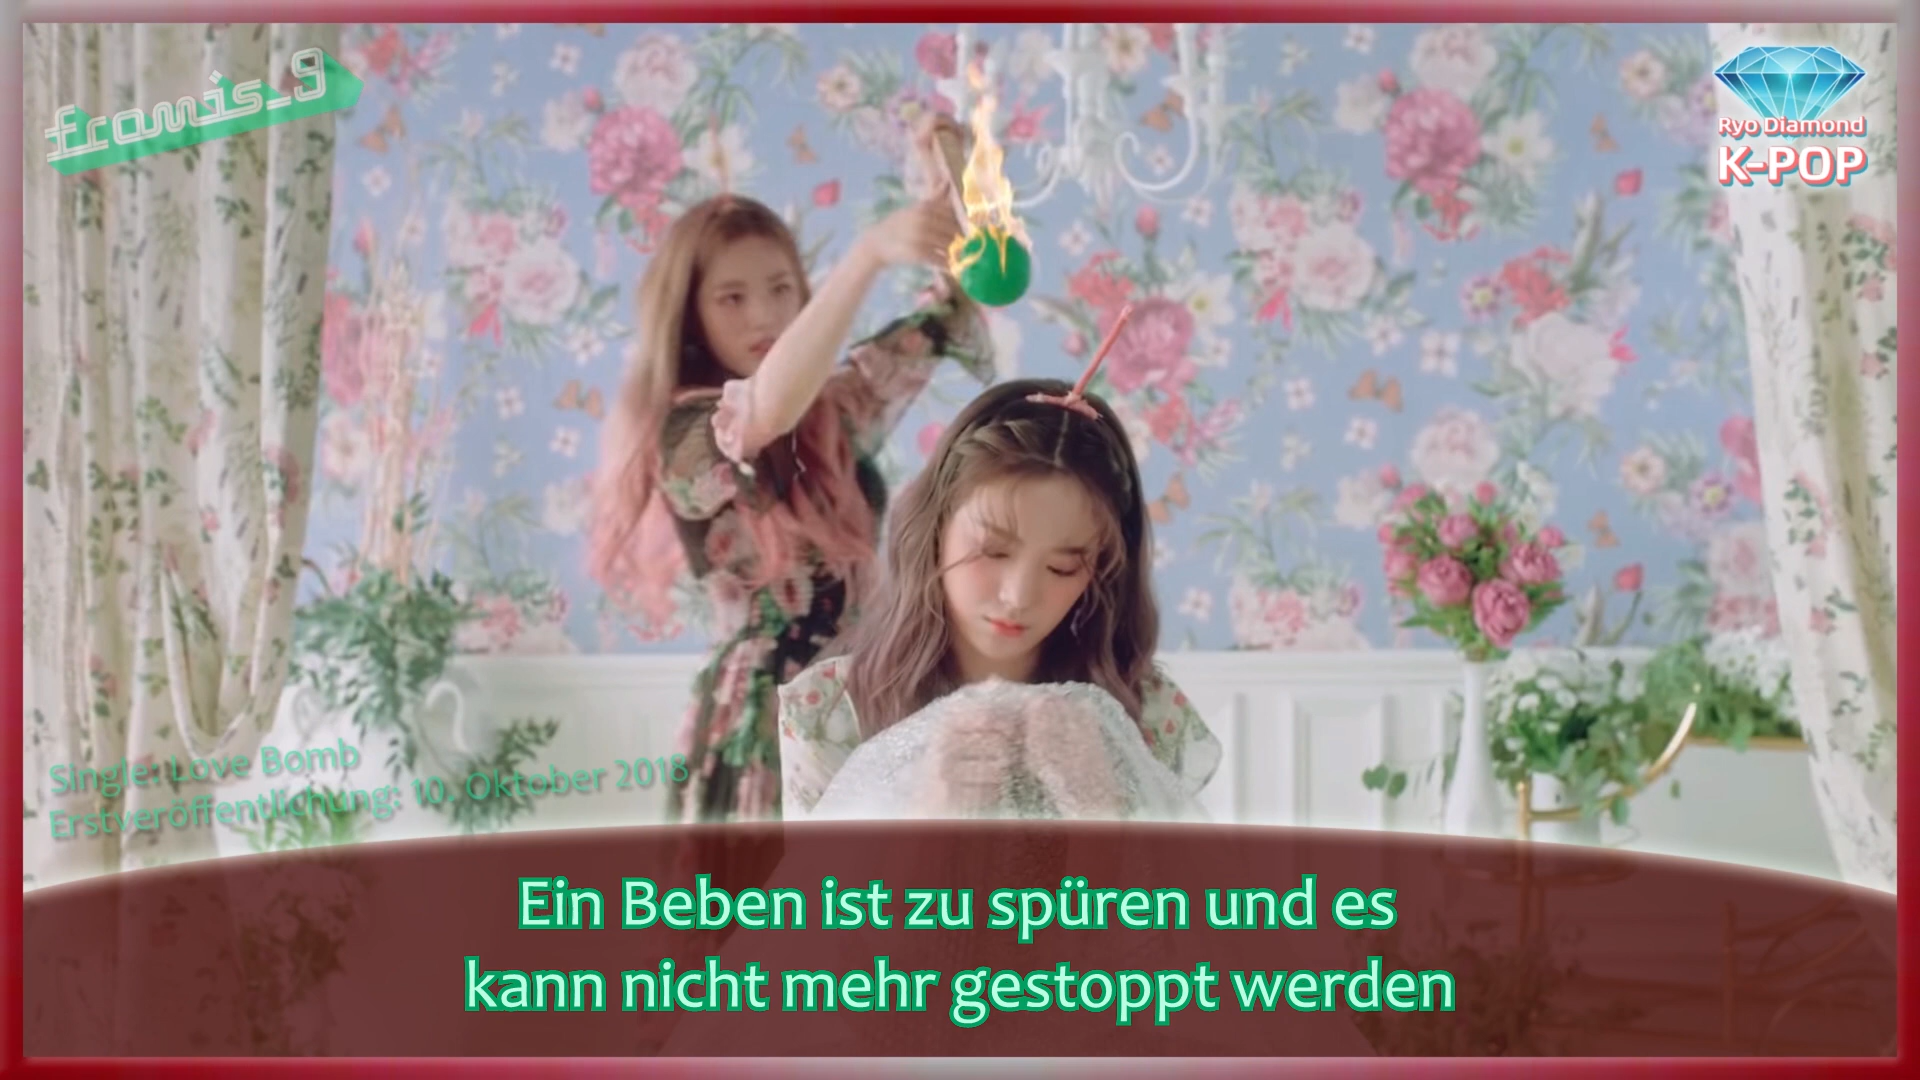 fromis_9
Ryo Diamond
K-POP
Single: Love Bomb
Erstveröffentlichung: 10. Oktober 2018
Ein Beben ist zu spüren und es
kann nicht mehr gestoppt werden